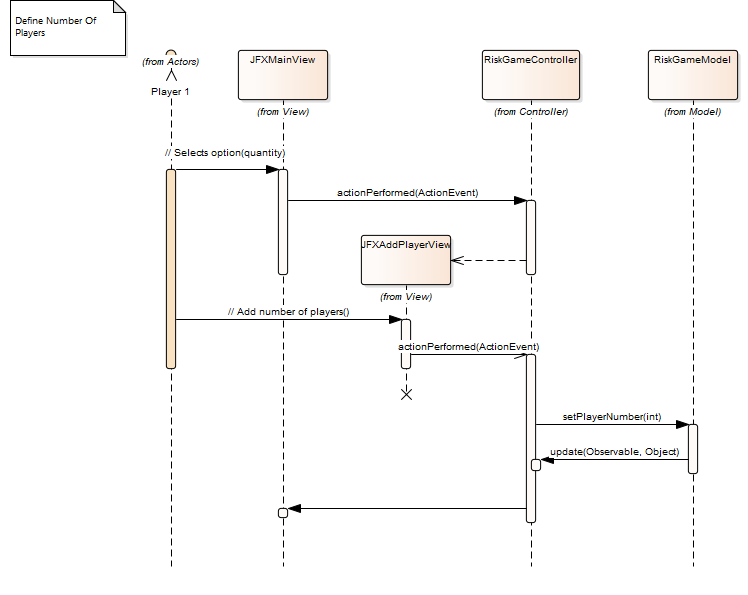 Define Number Of
Players
(from Actors)
Player 1
JFXMainView
(from View)
RiskGameController
(from Controller)
RiskGameModel
(from Model)
// Selects option(quantity)
actionPerformed(ActionEvent)
JFXAddPlayerView
(from View)
// Add number of players()
actionPerformed(ActionEvent)
setPlayerNumber(int)
update(Observable, Object)